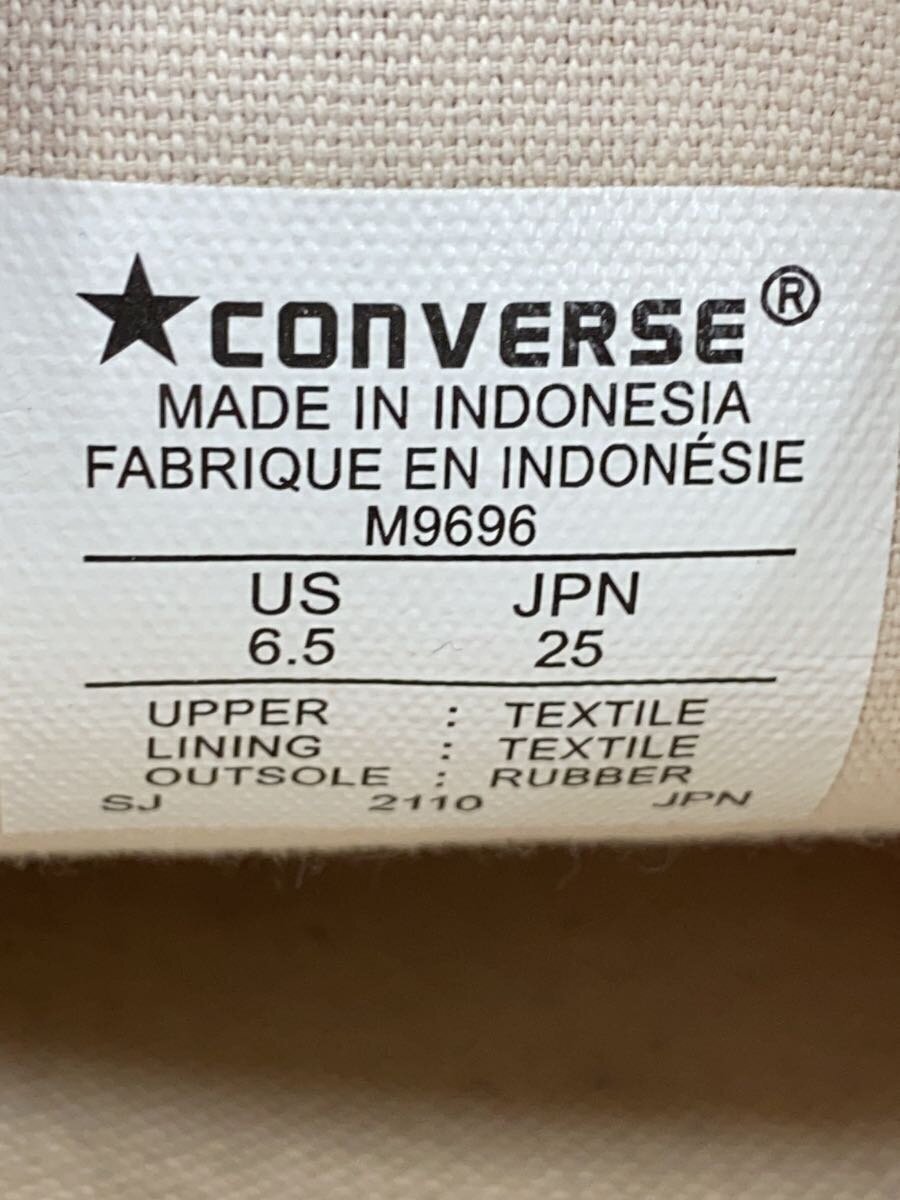 ★CONVERSE®
MADE IN INDONESIA
FABRIQUE EN INDONÉSIE
M9696
US JPN
6.5 25
UPPER : TEXTILE
LINING : TEXTILE
OUTSOLE : RUBBER
SJ 2110 JPN